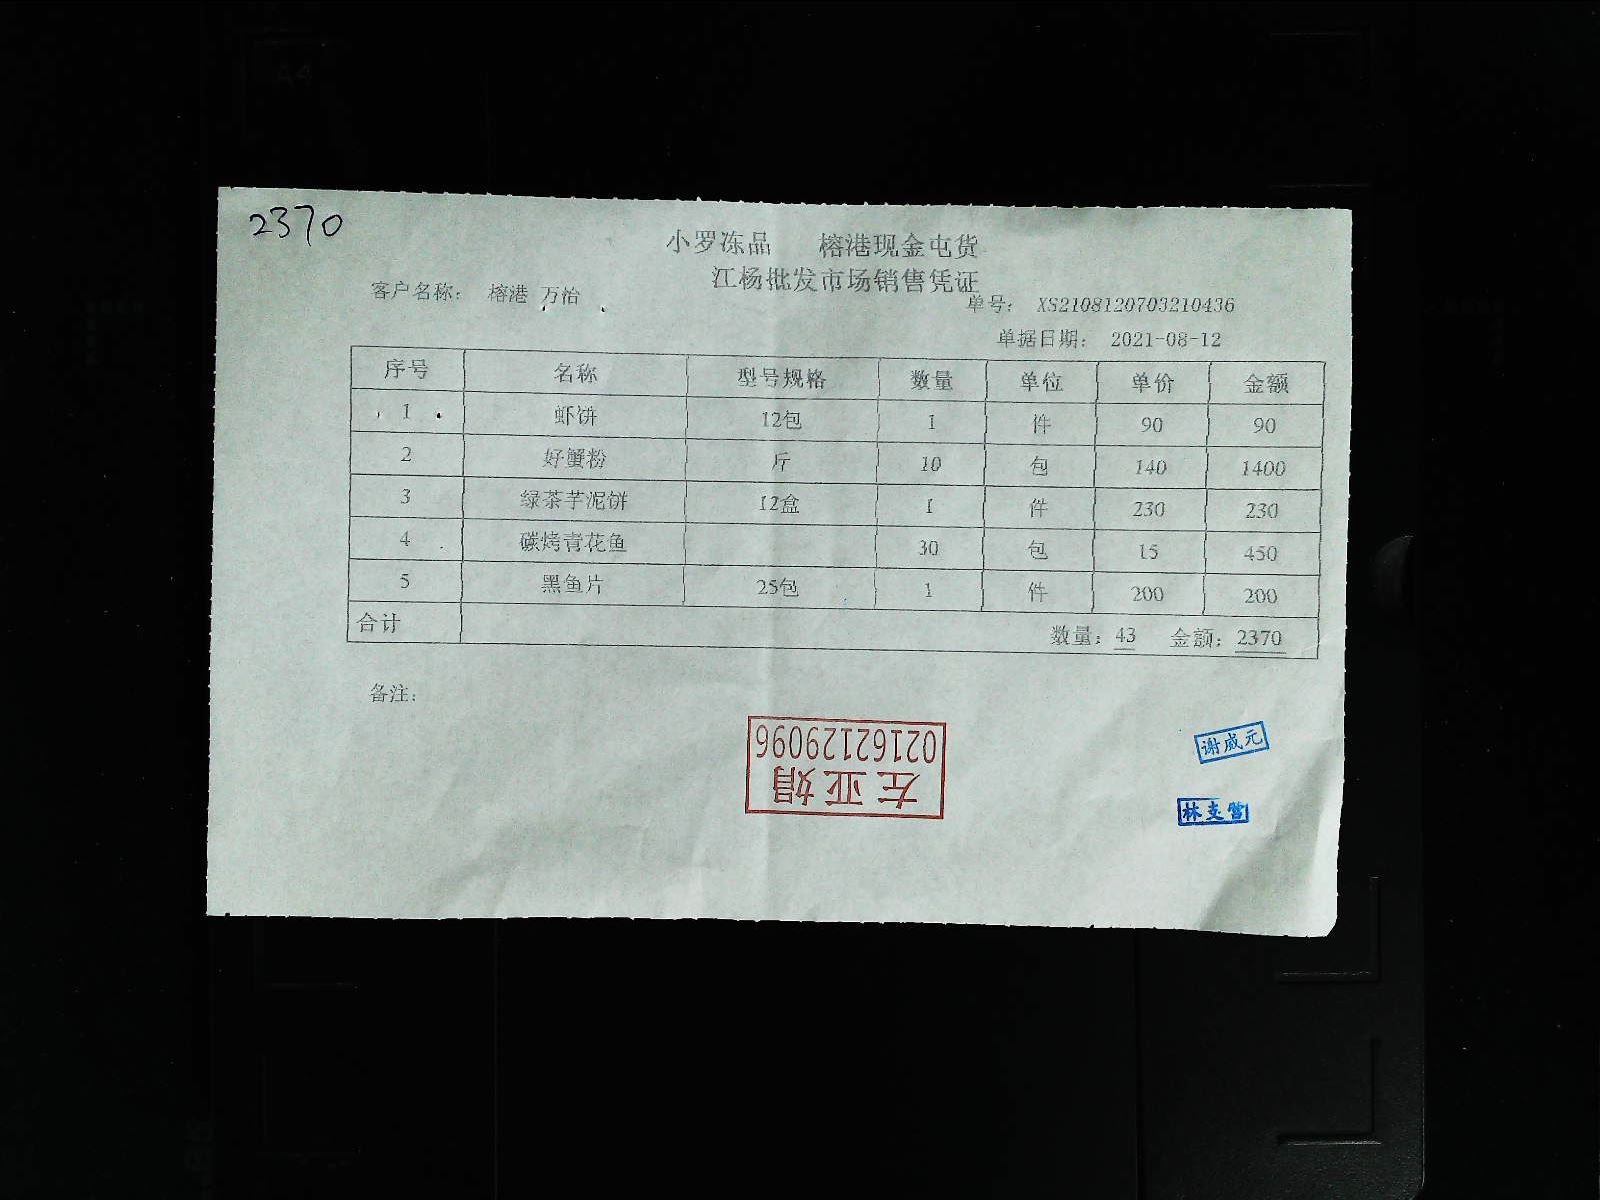 2370
小罗冻品 榕港现金屯货
江杨批发市场销售凭证
客户名称： 榕港 万治
单号： XS2108120703210436
单据日期： 2021-08-12
序号 名称 型号规格 数量 单位 单价 金额
1 虾饼 12包 1 件 90 90
2 好蟹粉 斤 10 包 140 1400
3 绿茶芋泥饼 12盒 1 件 230 230
4 碳烤青花鱼 30 包 15 450
5 黑鱼片 25包 1 件 200 200
合计 数量：43 金额：2370
备注：
左亚娟
02162129096
谢威元
林支营